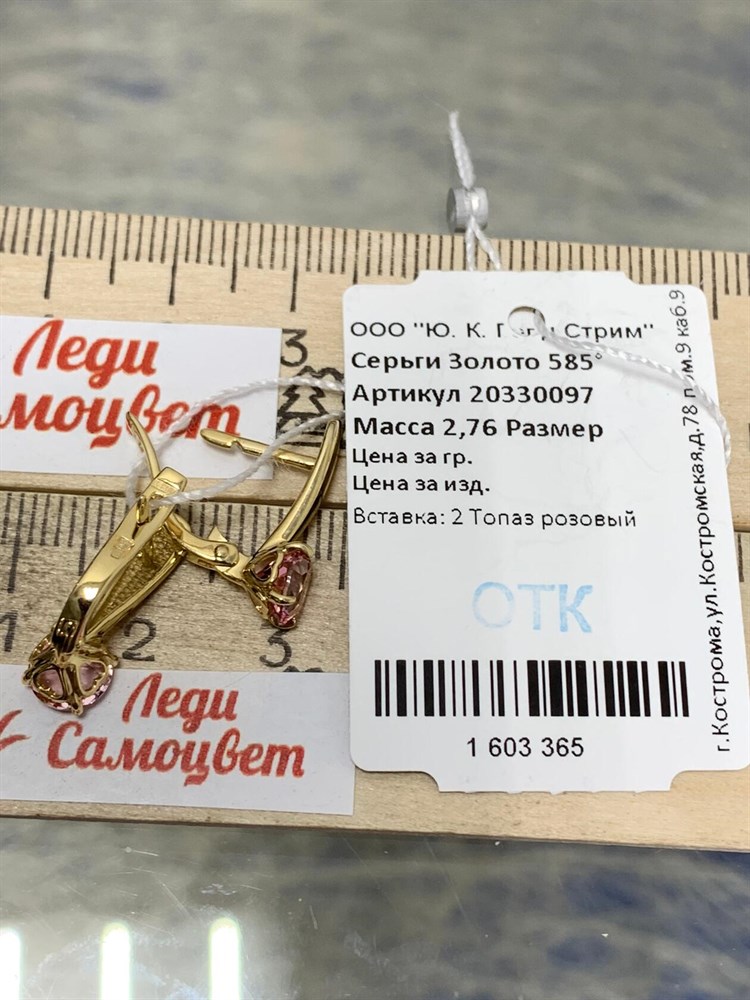 Леди
Самоцвет
3
ООО "Ю. К. Стрим"
Серьги Золото 585°
Артикул 20330097
Масса 2,76 Размер
Цена за гр.
Цена за изд.
Вставка: 2 Топаз розовый
ОТК
1 603 365
г.Кострома,ул.Костромская,д.78 каб.9
1 2 3
Леди
Самоцвет